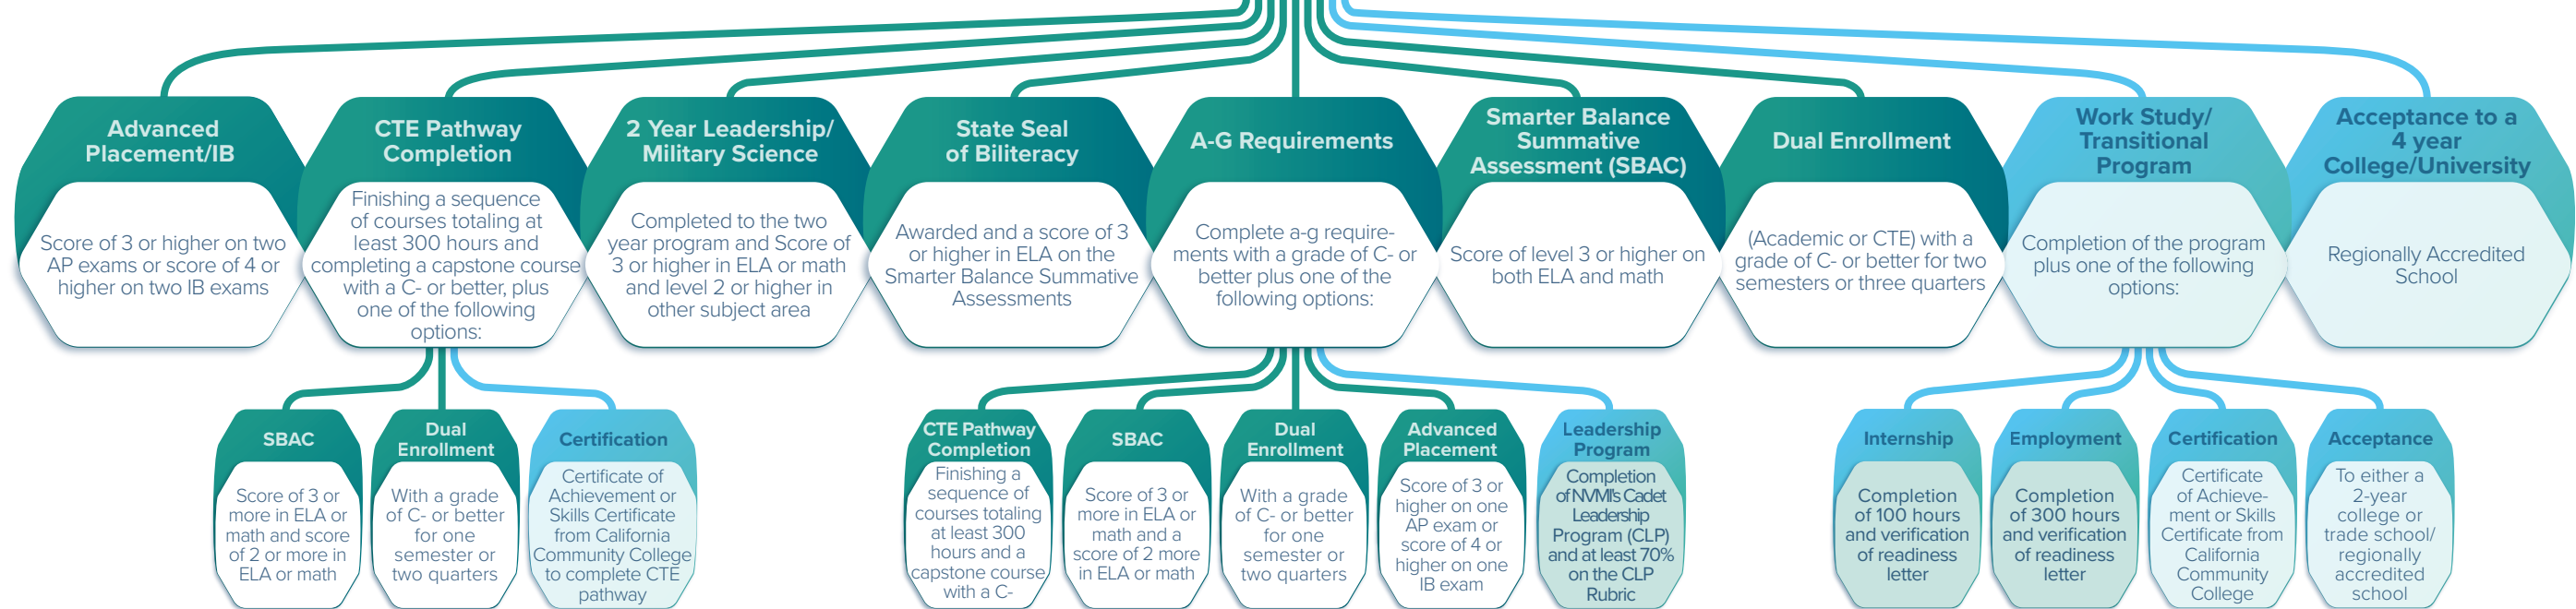 Advanced
Placement/IB
Score of 3 or higher on two
AP exams or score of 4 or
higher on two IB exams
CTE Pathway
Completion
Finishing a sequence
of courses totaling at
least 300 hours and
completing a capstone course
with a C- or better, plus
one of the following
options:
2 Year Leadership/
Military Science
Completed to the two
year program and Score of
3 or higher in ELA or math
and level 2 or higher in
other subject area
State Seal
of Biliteracy
Awarded and a score of 3
or higher in ELA on the
Smarter Balance Summative
Assessments
A-G Requirements
Complete a-g require-
ments with a grade of C- or
better plus one of the
following options:
Smarter Balance
Summative
Assessment (SBAC)
Score of level 3 or higher on
both ELA and math
Dual Enrollment
(Academic or CTE) with a
grade of C- or better for two
semesters or three quarters
Work Study/
Transitional
Program
Completion of the program
plus one of the following
options:
Acceptance to a
4 year
College/University
Regionally Accredited
School
SBAC
Score of 3 or
more in ELA or
math and score
of 2 or more in
ELA or math
Dual
Enrollment
With a grade
of C- or better
for one
semester or
two quarters
Certification
Certificate of
Achievement or
Skills Certificate
from California
Community College
to complete CTE
pathway
CTE Pathway
Completion
Finishing a
sequence of
courses totaling
at least 300
hours and a
capstone course
with a C-
SBAC
Score of 3 or
more in ELA or
math and a
score of 2 more
in ELA or math
Dual
Enrollment
With a grade
of C- or better
for one
semester or
two quarters
Advanced
Placement
Score of 3 or
higher on one
AP exam or
score of 4 or
higher on one
IB exam
Leadership
Program
Completion
of NVMI's Cadet
Leadership
Program (CLP)
and at least 70%
on the CLP
Rubric
Internship
Completion
of 100 hours
and verification
of readiness
letter
Employment
Completion
of 300 hours
and verification
of readiness
letter
Certification
Certificate
of Achieve-
ment or Skills
Certificate from
California
Community
College
Acceptance
To either a
2-year
college or
trade school/
regionally
accredited
school